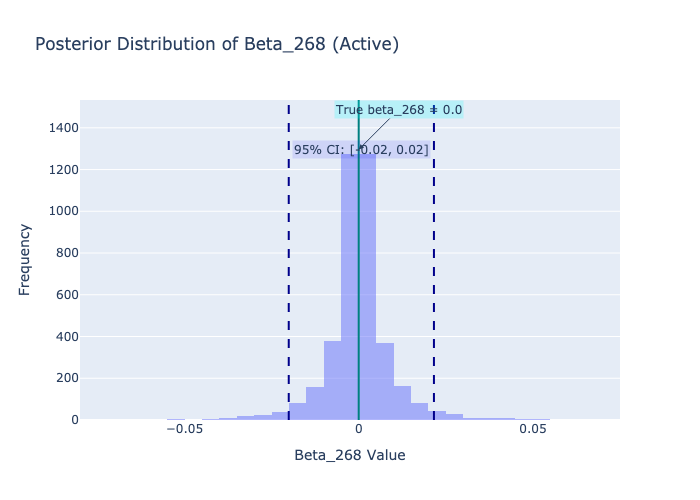 Posterior Distribution of Beta_268 (Active)
True beta_268 = 0.0
95% CI: [-0.02, 0.02]
1400
1200
1000
800
600
400
200
0
Frequency
−0.05
0
0.05
Beta_268 Value